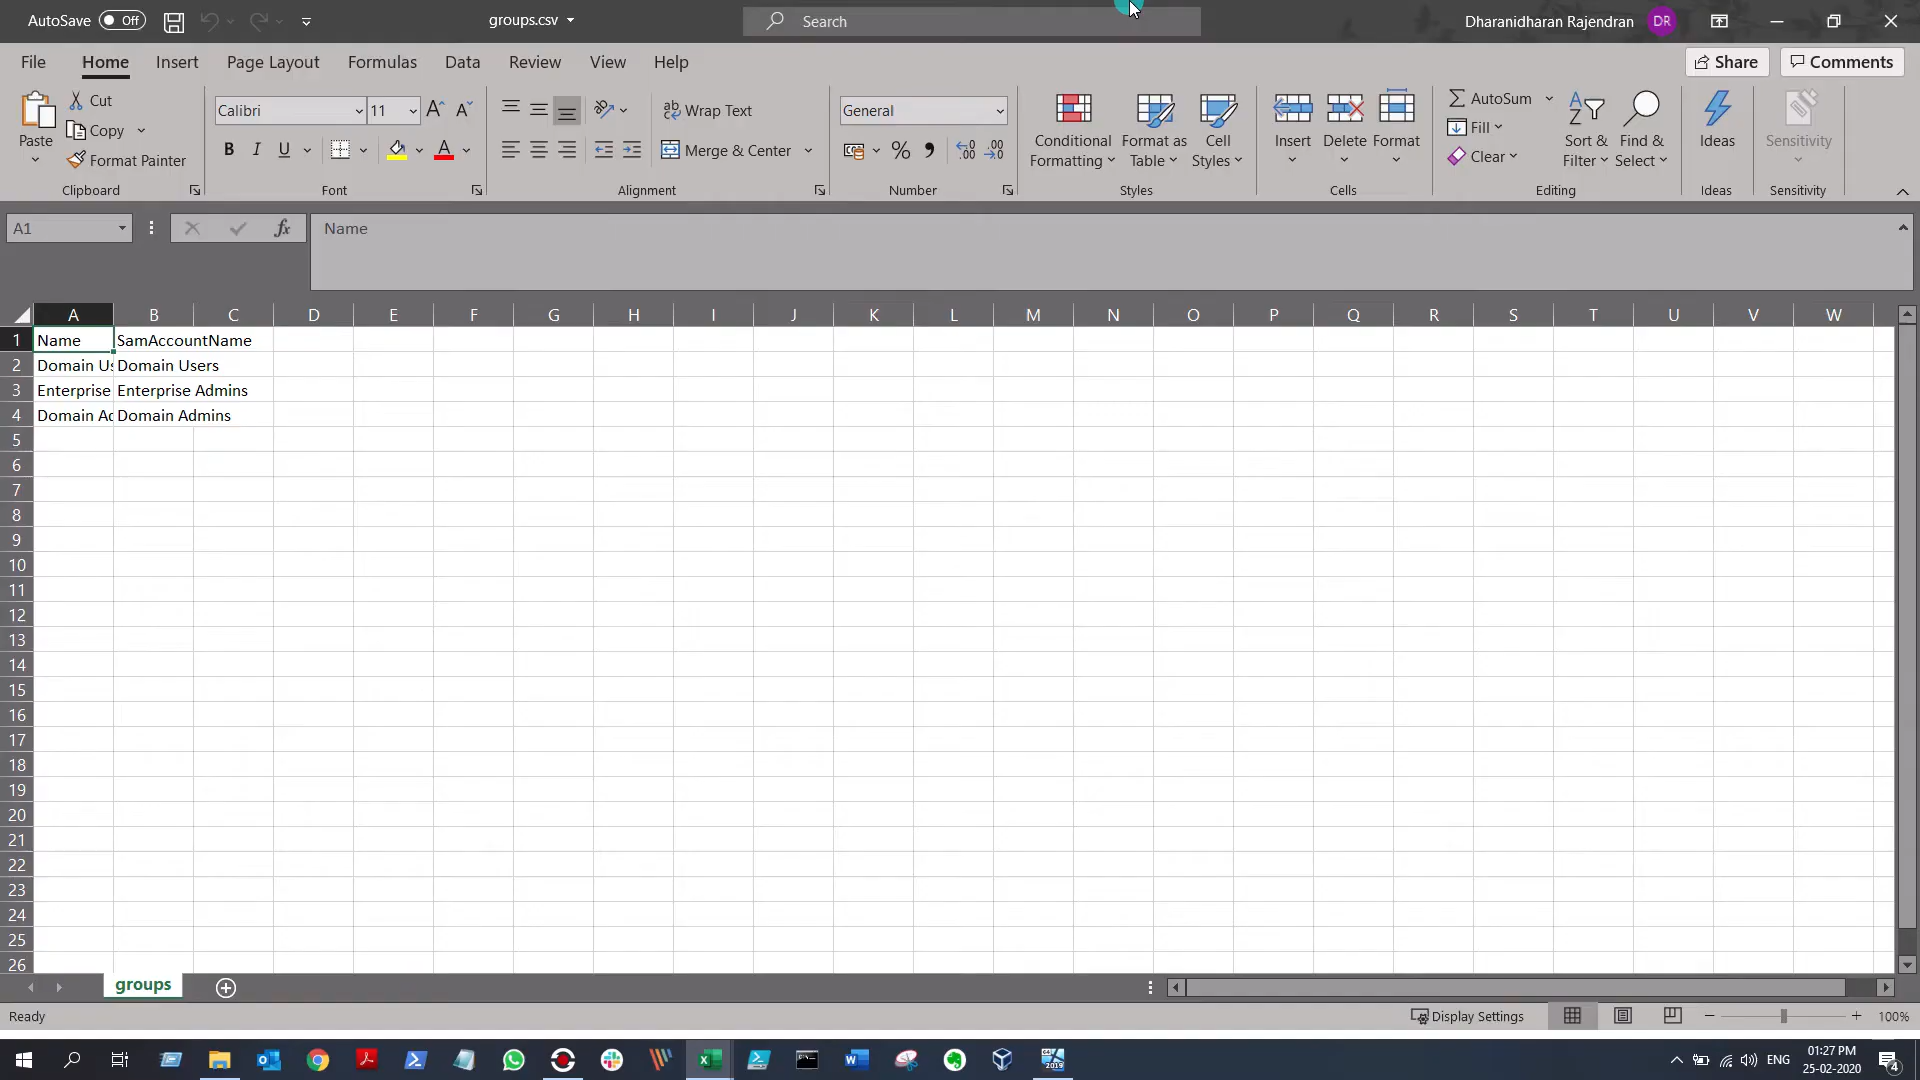 AutoSave Off
groups.csv
Search
Dharanidharan Rajendran DR
File Home Insert Page Layout Formulas Data Review View Help
Share Comments
Paste
Cut
Copy
Format Painter
Clipboard
Calibri 11
B I U
Font
Wrap Text
Merge & Center
Alignment
General
Number
Conditional Formatting
Format as Table
Cell Styles
Styles
Insert Delete Format
Cells
AutoSum
Fill
Clear
Sort & Filter
Find & Select
Editing
Ideas
Ideas
Sensitivity
Sensitivity
A1 fx Name
A B C D E F G H I J K L M N O P Q R S T U V W
1 Name SamAccountName
2 Domain Us Domain Users
3 Enterprise Enterprise Admins
4 Domain Ad Domain Admins
5
6
7
8
9
10
11
12
13
14
15
16
17
18
19
20
21
22
23
24
25
26
groups
Ready
Display Settings
100%
ENG
01:27 PM
25-02-2020
4